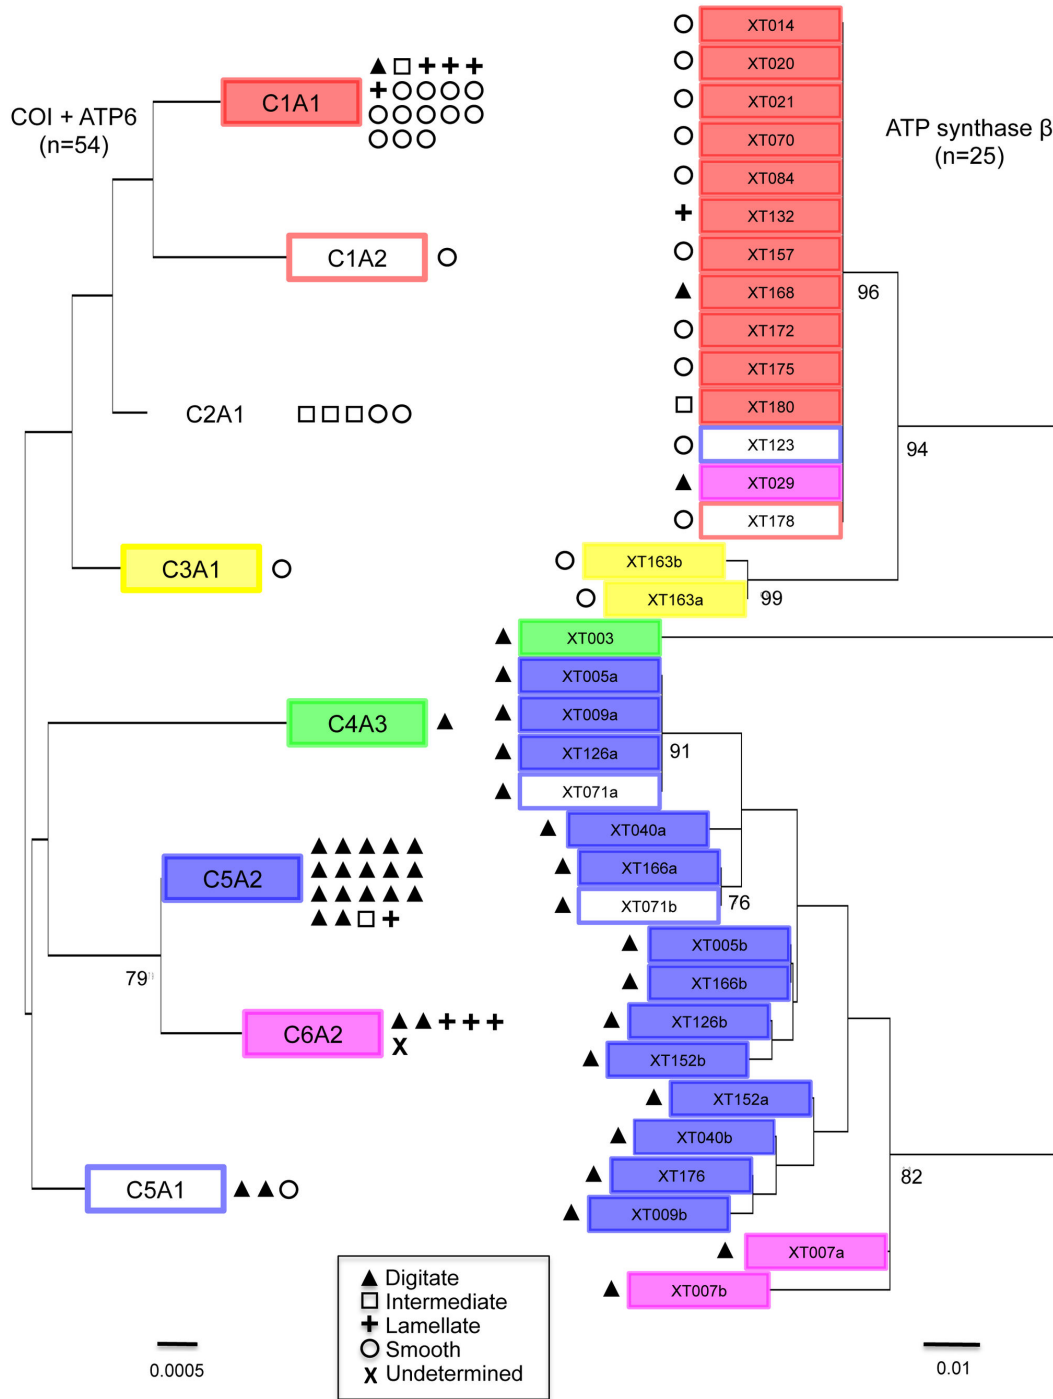 COI + ATP6
(n=54)
C1A1
C1A2
C2A1
C3A1
C4A3
C5A2
79
C6A2
X
C5A1
0.0005
▲ Digitate
□ Intermediate
+ Lamellate
○ Smooth
X Undetermined
ATP synthase β
(n=25)
XT014
XT020
XT021
XT070
XT084
XT132
XT157
XT168
96
XT172
XT175
XT180
XT123
94
XT029
XT178
XT163b
XT163a
99
XT003
XT005a
XT009a
XT126a
91
XT071a
XT040a
XT166a
XT071b
76
XT005b
XT166b
XT126b
XT152b
XT152a
XT040b
XT176
82
XT009b
XT007a
XT007b
0.01